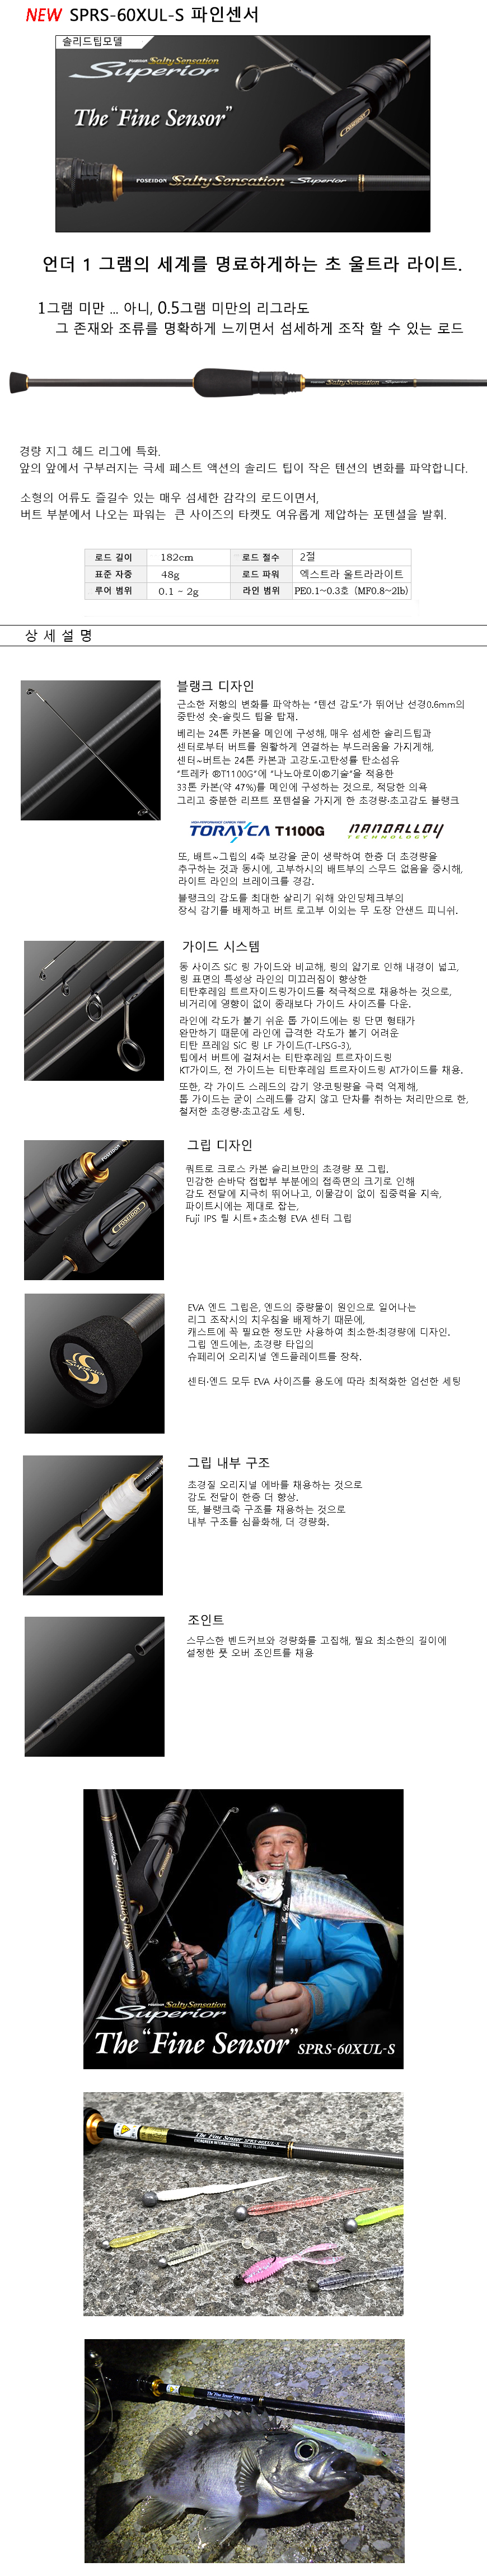 NEW SPRS-60XUL-S 파인센서
솔리드팁모델
POSEIDON Salty Sensation
Superior
The "Fine Sensor"
POSEIDON Salty Sensation Superior
언더 1 그램의 세계를 명료하게하는 초 울트라 라이트.
1그램 미만 ... 아니, 0.5그램 미만의 리그라도
그 존재와 조류를 명확하게 느끼면서 섬세하게 조작 할 수 있는 로드
경량 지그 헤드 리그에 특화.
앞의 앞에서 구부러지는 극세 패스트 액션의 솔리드 팁이 작은 텐션의 변화를 파악합니다.
소형의 어류도 즐길수 있는 매우 섬세한 감각의 로드이면서,
버트 부분에서 나오는 파워는 큰 사이즈의 타켓도 여유롭게 제압하는 포텐셜을 발휘.
로드 길이 182cm 로드 절수 2절
표준 자중 48g 로드 파워 엑스트라 울트라라이트
루어 범위 0.1 - 2g 라인 범위 PE0.1~0.3호 (MF0.8~2lb)
상 세 설 명
블랭크 디자인
근소한 저항의 변화를 파악하는 "텐션 감도"가 뛰어난 선경0.6mm의
중탄성 숏-솔릿드 팁을 탑재.
베리는 24톤 카본을 메인에 구성해, 매우 섬세한 솔리드팁과
센터로부터 버트를 원활하게 연결하는 부드러움을 가지게해,
센터~버트는 24톤 카본과 고강도·고탄성률 탄소섬유
"트레카 ®T1100G"에 "나노아로이®기술"을 적용한
33톤 카본(약 47%)를 메인에 구성하는 것으로, 적당한 의욕
그리고 충분한 리프트 포텐셜을 가지게 한 초경량·초고감도 블랭크
HIGH-PERFORMANCE CARBON FIBER
TORAYCA T1100G
NANOALLOY
TECHNOLOGY
또, 배트~그립의 4축 보강을 굳이 생략하여 한층 더 초경량을
추구하는 것과 동시에, 고부하시의 배트부의 스무드 없음을 중시해,
라이트 라인의 브레이크를 경감.
블랭크의 감도를 최대한 살리기 위해 와인딩체크부의
장식 감기를 배제하고 버트 로고부 이외는 무 도장 안샌드 피니쉬.
가이드 시스템
동 사이즈 SiC 링 가이드와 비교해, 링의 얇기로 인해 내경이 넓고,
링 표면의 특성상 라인의 미끄러짐이 향상한
티탄후레임 토르자이드링가이드를 적극적으로 채용하는 것으로,
비거리에 영향이 없이 종래보다 가이드 사이즈를 다운.
라인에 각도가 붙기 쉬운 톱 가이드에는 링 단면 형태가
완만하기 때문에 라인에 급격한 각도가 붙기 어려운
티탄 프레임 SiC 링 LF 가이드(T-LFSG-3),
팁에서 버트에 걸쳐서는 티탄후레임 토르자이드링
KT가이드, 전 가이드는 티탄후레임 토르자이드링 AT가이드를 채용.
또한, 각 가이드 스레드의 감기 양·코팅량을 극력 억제해,
톱 가이드는 굳이 스레드를 감지 않고 단차를 취하는 처리만으로 한,
철저한 초경량·초고감도 세팅.
그립 디자인
쿼트로 크로스 카본 슬리브만의 초경량 포 그립.
민감한 손바닥 접합부 부분에의 접촉면의 크기로 인해
감도 전달에 지극히 뛰어나고, 이물감이 없이 집중력을 지속,
파이트시에는 제대로 잡는,
Fuji IPS 릴 시트+초소형 EVA 센터 그립
EVA 엔드 그립은, 엔드의 중량물이 원인으로 일어나는
리그 조작시의 치우침을 배제하기 때문에,
캐스트에 꼭 필요한 정도만 사용하여 최소한·최경량에 디자인.
그립 엔드에는, 초경량 타입의
슈페리어 오리지널 엔드플레이트를 장착.
센터·엔드 모두 EVA 사이즈를 용도에 따라 최적화한 엄선한 세팅
그립 내부 구조
초경질 오리지널 에바를 채용하는 것으로
감도 전달이 한층 더 향상.
또, 블랭크축 구조를 채용하는 것으로
내부 구조를 심플화해, 더 경량화.
조인트
스무스한 벤드커브와 경량화를 고집해, 필요 최소한의 길이에
설정한 풋 오버 조인트를 채용
Salty Sensation
POSEIDON Salty Sensation
Superior
The "Fine Sensor" SPRS-60XUL-S
The Fine Sensor SPRS-60XUL-S
EVERGREEN INTERNATIONAL MADE IN JAPAN